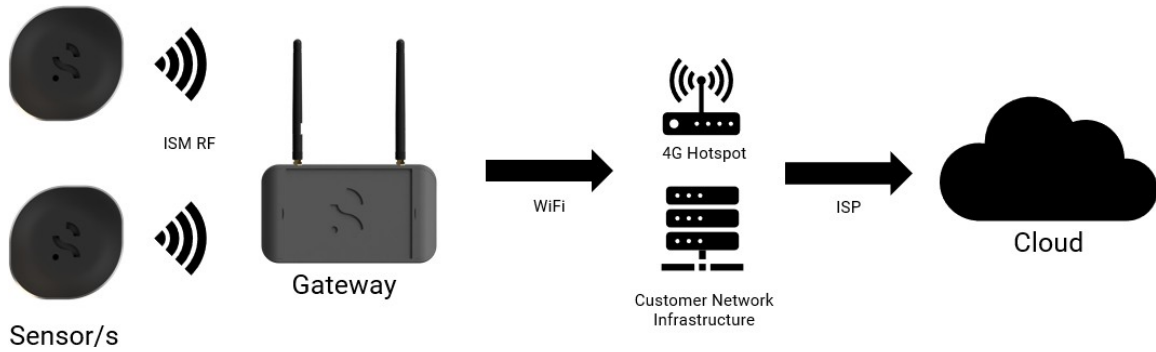 ISM RF
4G Hotspot
WiFi
ISP
Cloud
Gateway
Customer Network
Infrastructure
Sensor/s